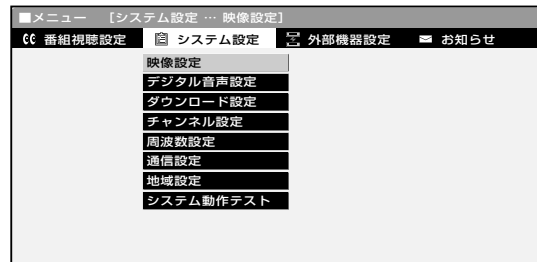 ■メニュー [システム設定 … 映像設定]
番組視聴設定 システム設定 外部機器設定 お知らせ
映像設定
デジタル音声設定
ダウンロード設定
チャンネル設定
周波数設定
通信設定
地域設定
システム動作テスト